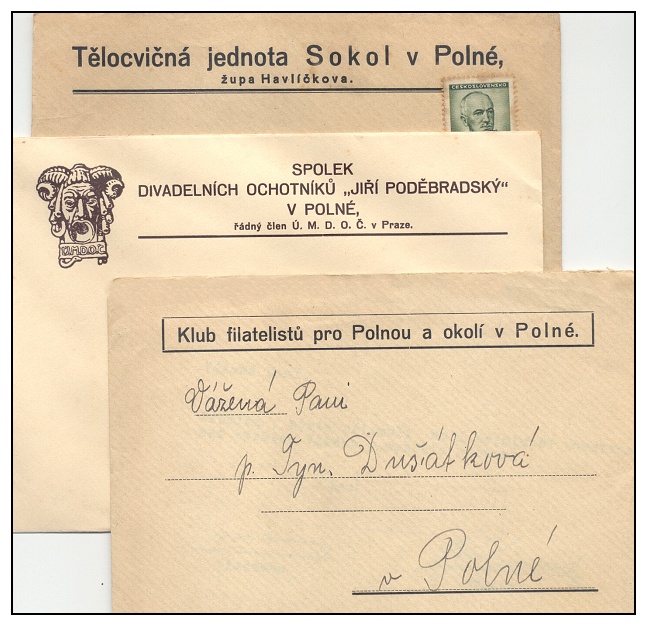 Tělocvičná jednota Sokol v Polné,
župa Havlíčkova.
ČESKOSLOVENSKO
SPOLEK
DIVADELNÍCH OCHOTNÍKŮ „JIŘÍ PODĚBRADSKÝ“
V POLNÉ,
řádný člen Ú. M. D. O. Č. v Praze.
Ú.M.D.O.Č.
Klub filatelistů pro Polnou a okolí v Polné.
Vážená Paní
p. Tyn. Dušátková
v Polné